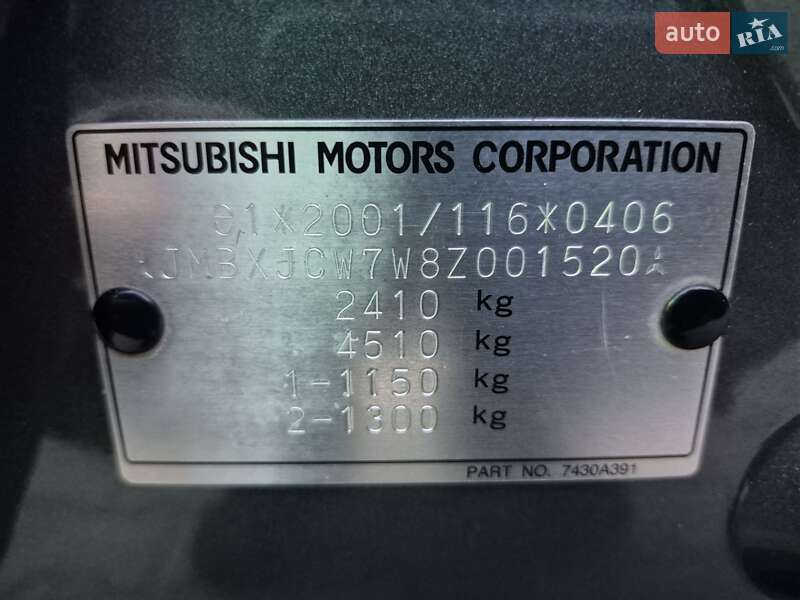 auto RIA.com
MITSUBISHI MOTORS CORPORATION
e1*2001/116*0406
*JMBXJCW7W8Z001520*
2410 kg
4510 kg
1-1150 kg
2-1300 kg
PART NO. 7430A391